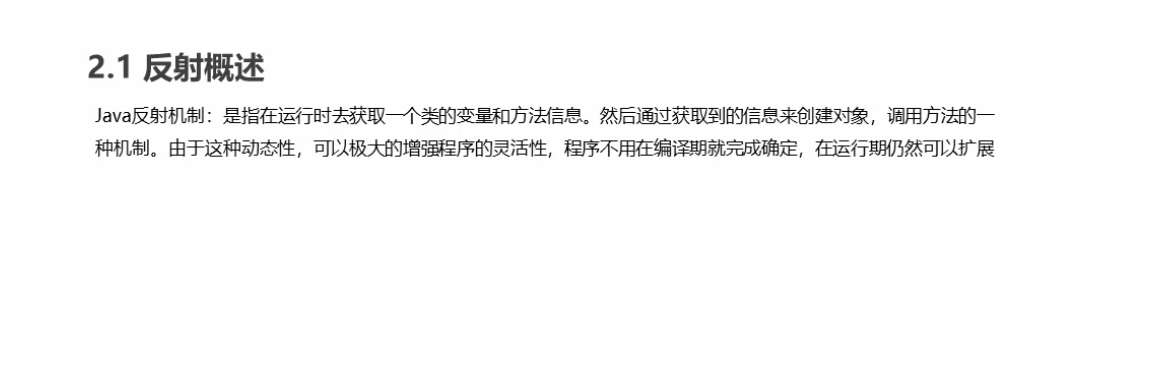 2.1 反射概述
Java反射机制：是指在运行时去获取一个类的变量和方法信息。然后通过获取到的信息来创建对象，调用方法的一
种机制。由于这种动态性，可以极大的增强程序的灵活性，程序不用在编译期就完成确定，在运行期仍然可以扩展